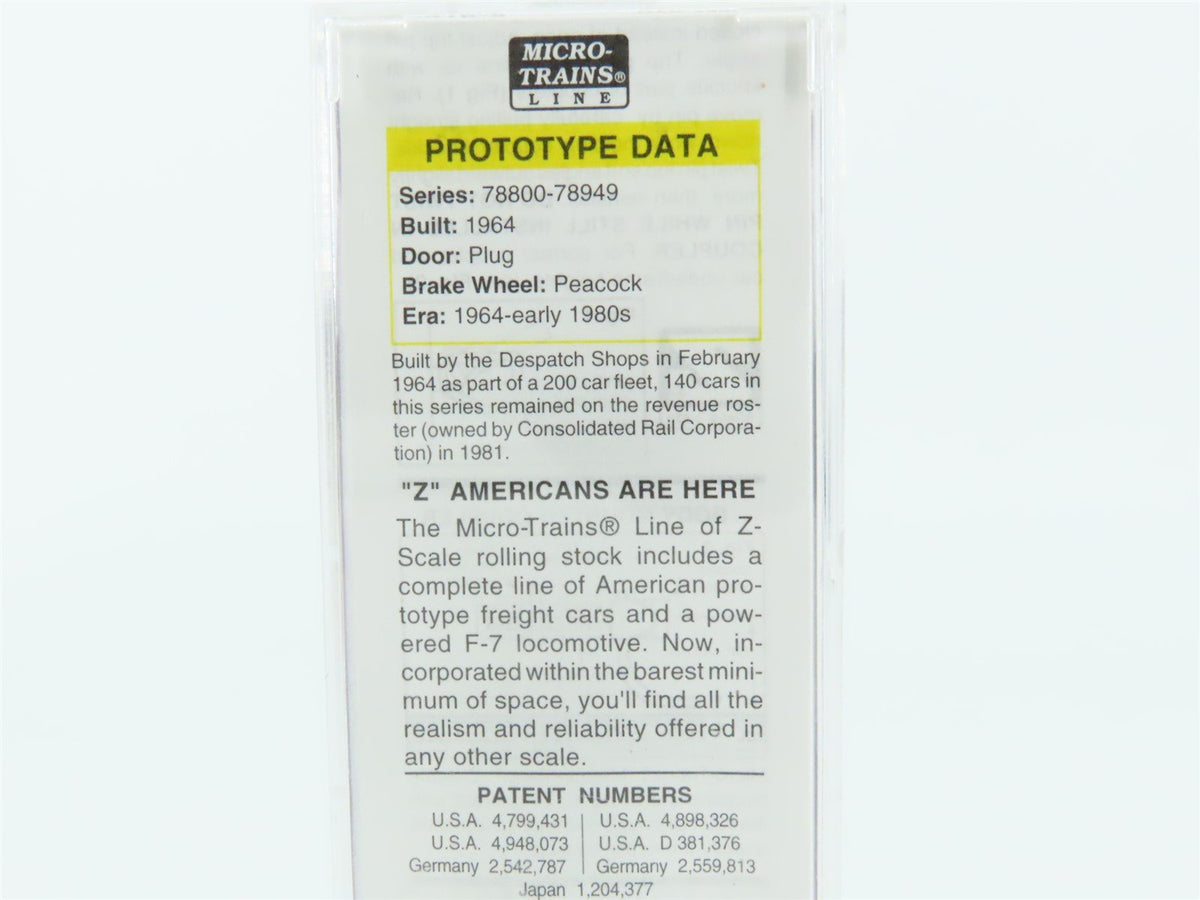 MICRO-
TRAINS®
LINE
PROTOTYPE DATA
Series: 78800-78949
Built: 1964
Door: Plug
Brake Wheel: Peacock
Era: 1964-early 1980s
Built by the Despatch Shops in February
1964 as part of a 200 car fleet, 140 cars in
this series remained on the revenue ros-
ter (owned by Consolidated Rail Corpora-
tion) in 1981.
"Z" AMERICANS ARE HERE
The Micro-Trains® Line of Z-
Scale rolling stock includes a
complete line of American pro-
totype freight cars and a pow-
ered F-7 locomotive. Now, in-
corporated within the barest mini-
mum of space, you'll find all the
realism and reliability offered in
any other scale.
PATENT NUMBERS
U.S.A. 4,799,431 U.S.A. 4,898,326
U.S.A. 4,948,073 U.S.A. D 381,376
Germany 2,542,787 Germany 2,559,813
Japan 1,204,377